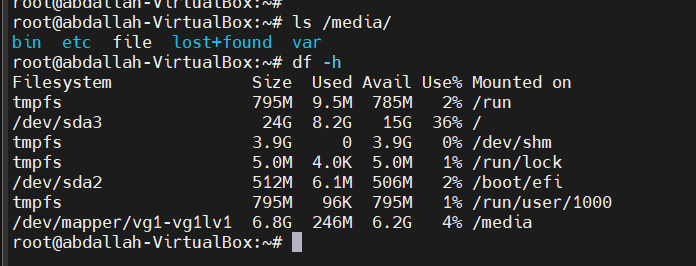 root@abdallah-VirtualBox:~#
root@abdallah-VirtualBox:~# ls /media/
bin  etc  file  lost+found  var
root@abdallah-VirtualBox:~# df -h
Filesystem              Size  Used Avail Use% Mounted on
tmpfs                   795M  9.5M  785M   2% /run
/dev/sda3                24G  8.2G   15G  36% /
tmpfs                   3.9G     0  3.9G   0% /dev/shm
tmpfs                   5.0M  4.0K  5.0M   1% /run/lock
/dev/sda2               512M  6.1M  506M   2% /boot/efi
tmpfs                   795M   96K  795M   1% /run/user/1000
/dev/mapper/vg1-vg1lv1  6.8G  246M  6.2G   4% /media
root@abdallah-VirtualBox:~#